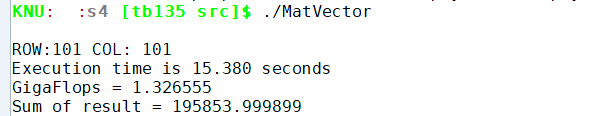 KNU:  :s4 [tb135 src]$ ./MatVector
ROW:101 COL: 101
Execution time is 15.380 seconds
GigaFlops = 1.326555
Sum of result = 195853.999899